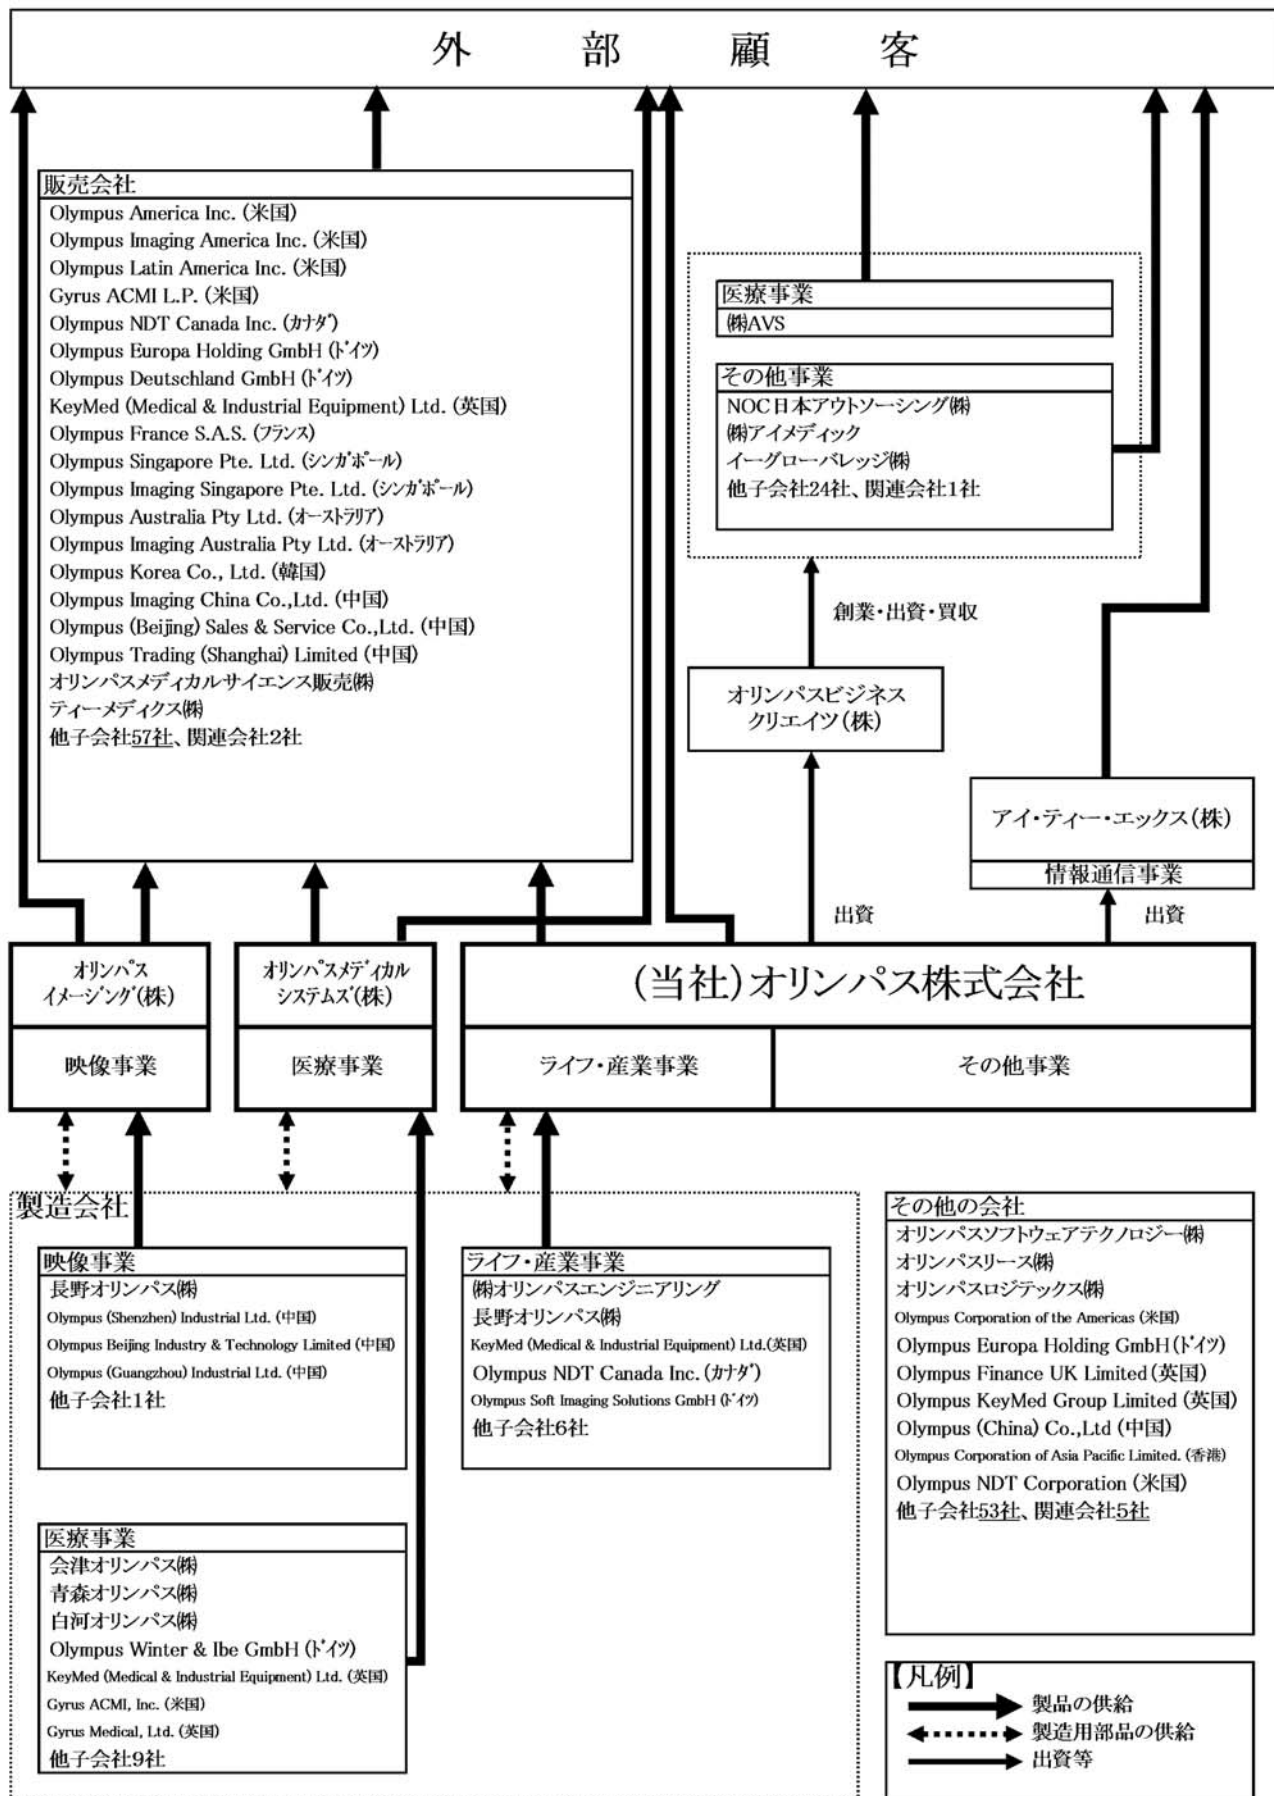 外部顧客
販売会社
Olympus America Inc. (米国)
Olympus Imaging America Inc. (米国)
Olympus Latin America Inc. (米国)
Gyrus ACMI L.P. (米国)
Olympus NDT Canada Inc. (ｶﾅﾀﾞ)
Olympus Europa Holding GmbH (ﾄﾞｲﾂ)
Olympus Deutschland GmbH (ﾄﾞｲﾂ)
KeyMed (Medical & Industrial Equipment) Ltd. (英国)
Olympus France S.A.S. (ﾌﾗﾝｽ)
Olympus Singapore Pte. Ltd. (ｼﾝｶﾞﾎﾟｰﾙ)
Olympus Imaging Singapore Pte. Ltd. (ｼﾝｶﾞﾎﾟｰﾙ)
Olympus Australia Pty Ltd. (ｵｰｽﾄﾗﾘｱ)
Olympus Imaging Australia Pty Ltd. (ｵｰｽﾄﾗﾘｱ)
Olympus Korea Co., Ltd. (韓国)
Olympus Imaging China Co.,Ltd. (中国)
Olympus (Beijing) Sales & Service Co.,Ltd. (中国)
Olympus Trading (Shanghai) Limited (中国)
オリンパスメディカルサイエンス販売㈱
ティーメディクス㈱
他子会社57社、関連会社2社
医療事業
㈱AVS
その他事業
NOC日本アウトソーシング㈱
㈱アイメディック
イーグローバレッジ㈱
他子会社24社、関連会社1社
創業・出資・買収
オリンパスビジネス
クリエイツ(株)
アイ・ティー・エックス(株)
情報通信事業
出資
出資
オリンパス
イメージング(株)
映像事業
オリンパスメディカル
システムズ(株)
医療事業
(当社)オリンパス株式会社
ライフ・産業事業
その他事業
製造会社
映像事業
長野オリンパス㈱
Olympus (Shenzhen) Industrial Ltd. (中国)
Olympus Beijing Industry & Technology Limited (中国)
Olympus (Guangzhou) Industrial Ltd. (中国)
他子会社1社
ライフ・産業事業
㈱オリンパスエンジニアリング
長野オリンパス㈱
KeyMed (Medical & Industrial Equipment) Ltd.(英国)
Olympus NDT Canada Inc. (ｶﾅﾀﾞ)
Olympus Soft Imaging Solutions GmbH (ﾄﾞｲﾂ)
他子会社6社
医療事業
会津オリンパス㈱
青森オリンパス㈱
白河オリンパス㈱
Olympus Winter & Ibe GmbH (ﾄﾞｲﾂ)
KeyMed (Medical & Industrial Equipment) Ltd. (英国)
Gyrus ACMI, Inc. (米国)
Gyrus Medical, Ltd. (英国)
他子会社9社
その他の会社
オリンパスソフトウェアテクノロジー㈱
オリンパスリース㈱
オリンパスロジテックス㈱
Olympus Corporation of the Americas (米国)
Olympus Europa Holding GmbH(ﾄﾞｲﾂ)
Olympus Finance UK Limited(英国)
Olympus KeyMed Group Limited (英国)
Olympus (China) Co.,Ltd (中国)
Olympus Corporation of Asia Pacific Limited. (香港)
Olympus NDT Corporation (米国)
他子会社53社、関連会社5社
【凡例】
製品の供給
製造用部品の供給
出資等